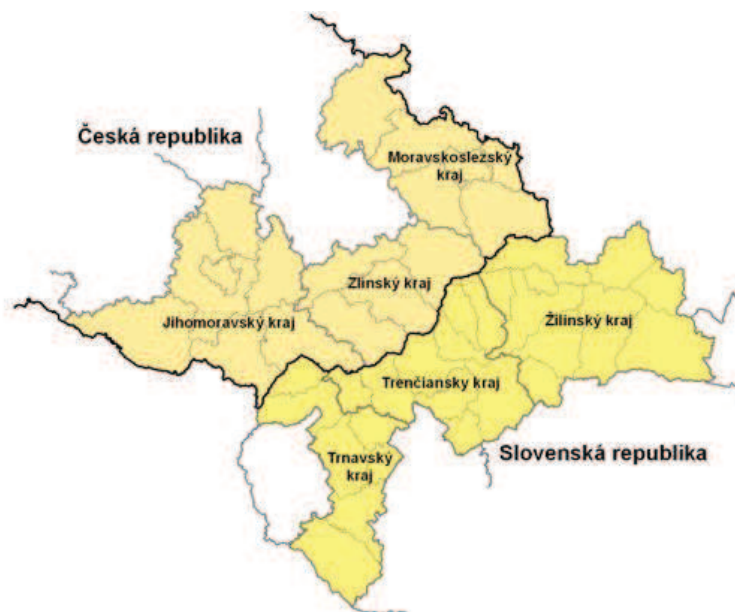 Česká republika
Moravskoslezský
kraj
Zlínský kraj
Jihomoravský kraj
Žilinský kraj
Trenčiansky kraj
Slovenská republika
Trnavský
kraj